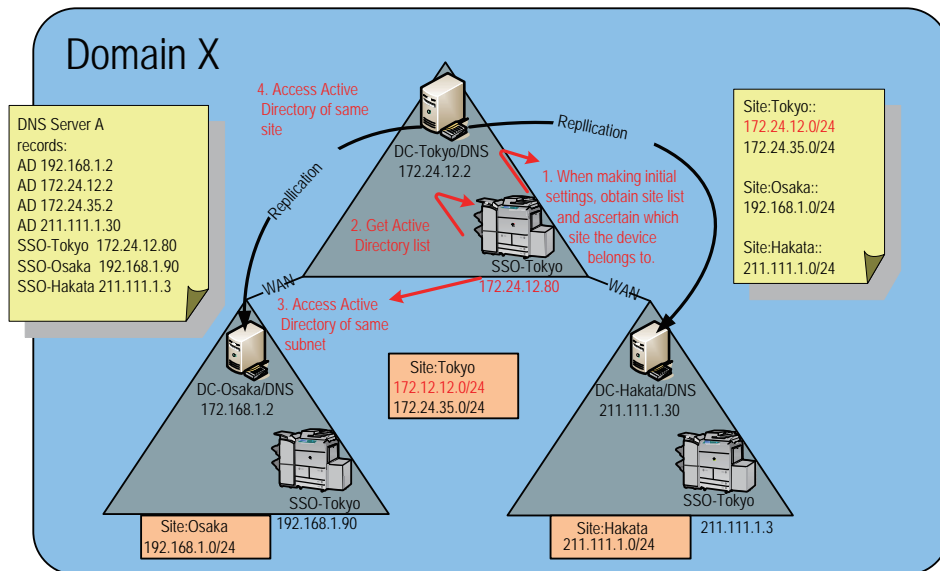 Domain X
DNS Server A
records:
AD 192.168.1.2
AD 172.24.12.2
AD 172.24.35.2
AD 211.111.1.30
SSO-Tokyo 172.24.12.80
SSO-Osaka 192.168.1.90
SSO-Hakata 211.111.1.3
4. Access Active
Directory of same
site
Repllication
DC-Tokyo/DNS
172.24.12.2
Repllication
1. When making initial
settings, obtain site list
and ascertain which
site the device
belongs to.
2. Get Active
Directory list
SSO-Tokyo
172.24.12.80
Site:Tokyo::
172.24.12.0/24
172.24.35.0/24
Site:Osaka::
192.168.1.0/24
Site:Hakata::
211.111.1.0/24
WAN
3. Access Active
Directory of same
subnet
WAN
DC-Osaka/DNS
172.168.1.2
Site:Tokyo
172.12.12.0/24
172.24.35.0/24
DC-Hakata/DNS
211.111.1.30
SSO-Tokyo
192.168.1.90
Site:Osaka
192.168.1.0/24
SSO-Tokyo
211.111.1.3
Site:Hakata
211.111.1.0/24